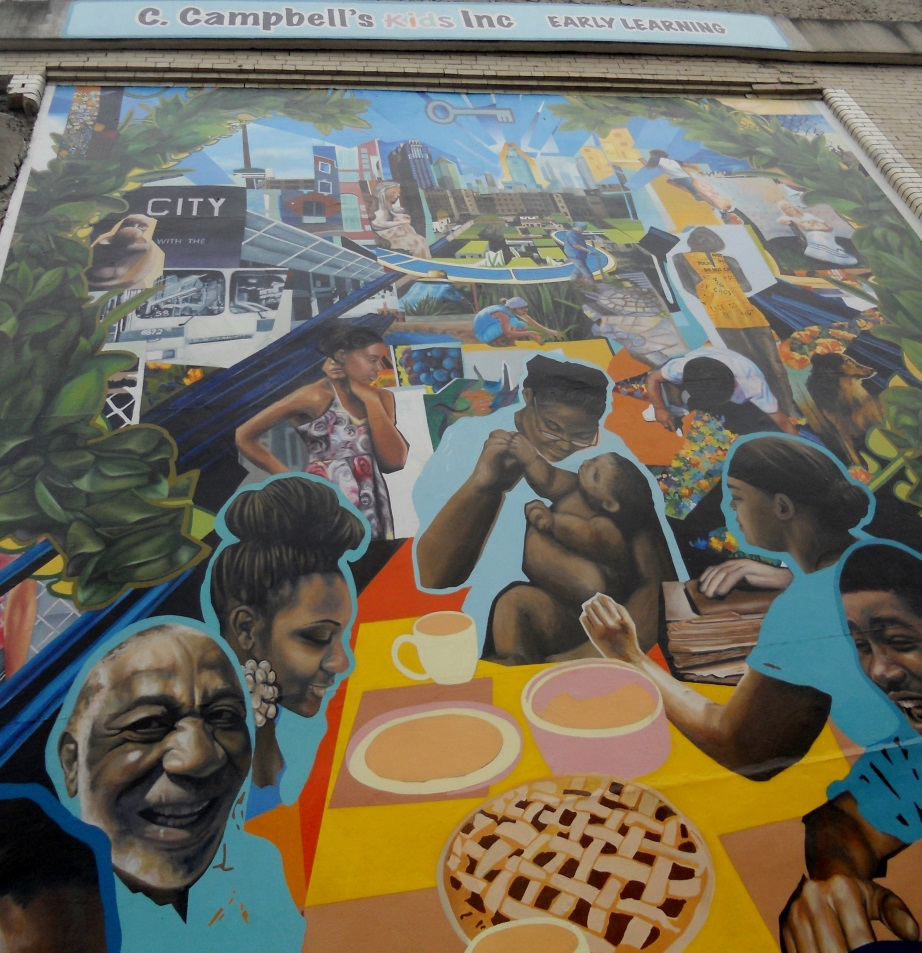 C. Campbell's Kids Inc EARLY LEARNING
CITY
WITH THE